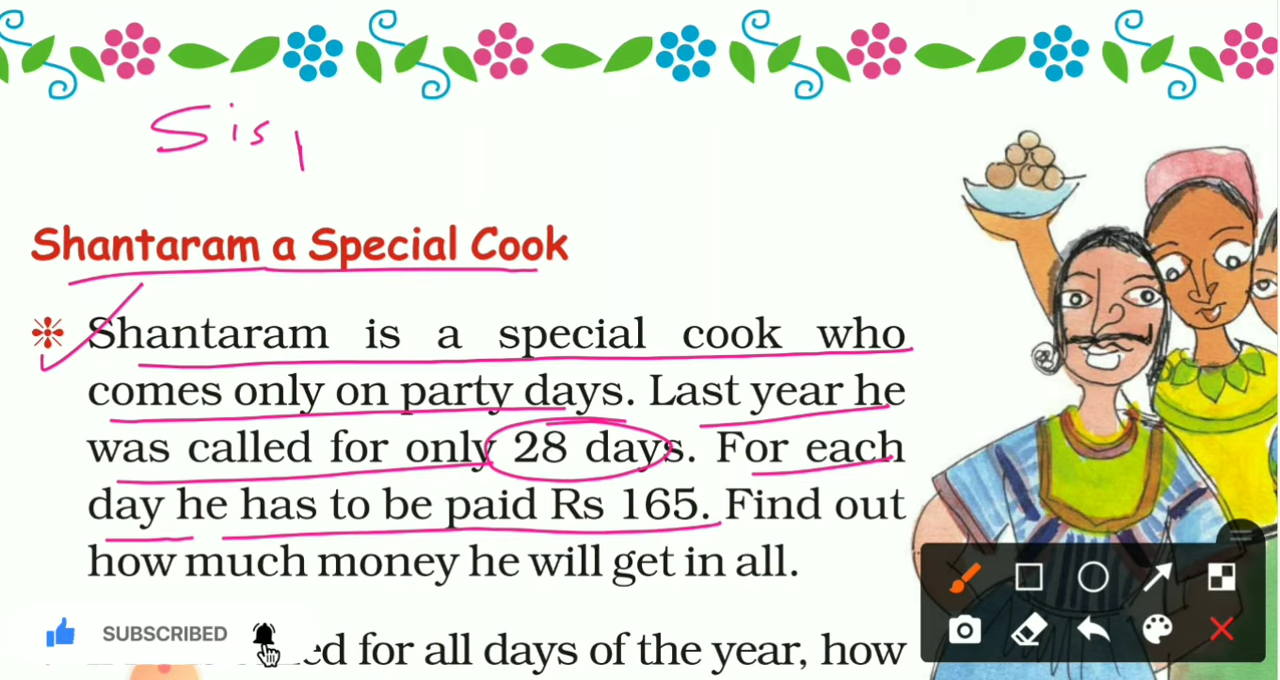 Sis
Shantaram a Special Cook
Shantaram is a special cook who
comes only on party days. Last year he
was called for only 28 days. For each
day he has to be paid Rs 165. Find out
how much money he will get in all.
SUBSCRIBED
for all days of the year, how